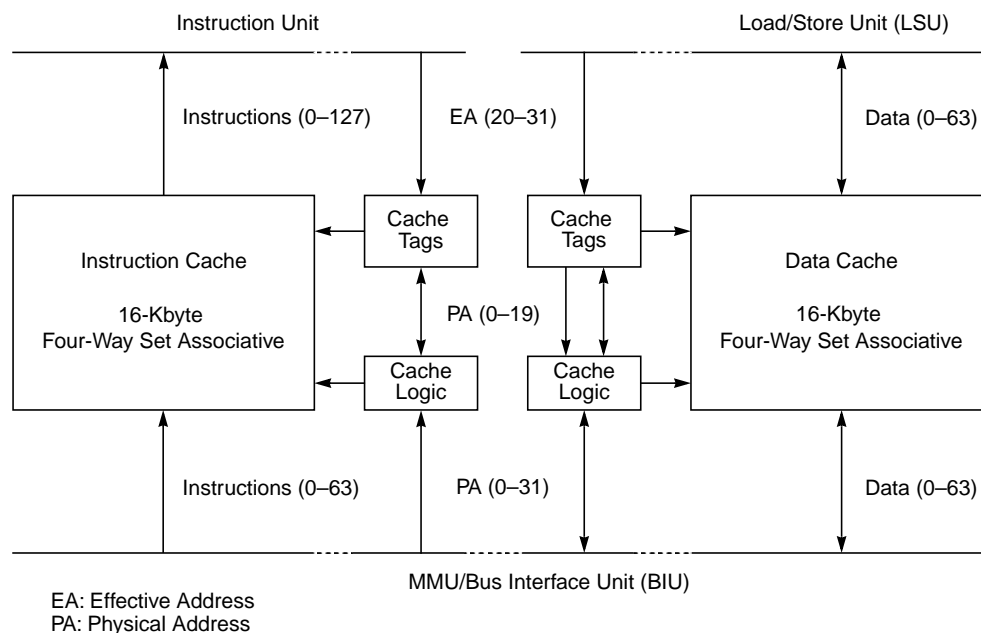 Instruction Unit
Load/Store Unit (LSU)
Instructions (0–127)
EA (20–31)
Data (0–63)
Instruction Cache
16-Kbyte
Four-Way Set Associative
Cache
Tags
Cache
Tags
Data Cache
16-Kbyte
Four-Way Set Associative
PA (0–19)
Cache
Logic
Cache
Logic
Instructions (0–63)
PA (0–31)
Data (0–63)
MMU/Bus Interface Unit (BIU)
EA: Effective Address
PA: Physical Address